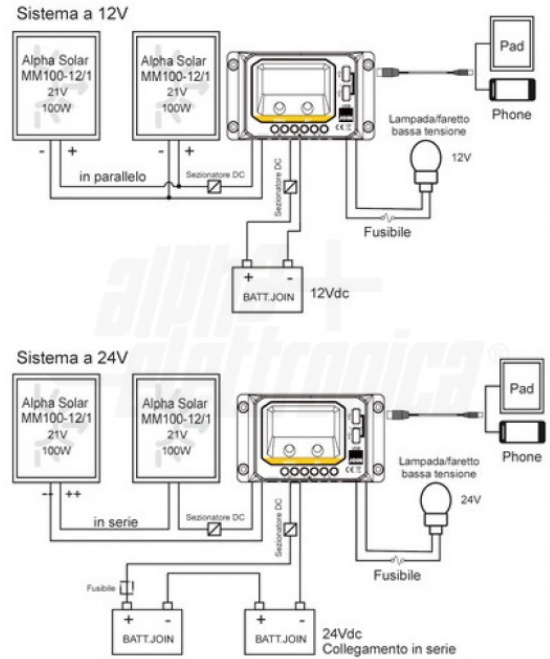 Sistema a 12V
Alpha Solar
MM100-12/1
21V
100W
- +
Alpha Solar
MM100-12/1
21V
100W
- +
in parallelo
Sezionatore DC
Sezionatore DC
Pad
Phone
Lampada/faretto
bassa tensione
12V
Fusibile
+ -
BATT.JOIN
12Vdc
alpha+
elettronica®
Sistema a 24V
Alpha Solar
MM100-12/1
21V
100W
-- ++
Alpha Solar
MM100-12/1
21V
100W
in serie
Sezionatore DC
Sezionatore DC
Pad
Phone
Lampada/faretto
bassa tensione
24V
Fusibile
Fusibile
+ -
BATT.JOIN
+ -
BATT.JOIN
24Vdc
Collegamento in serie